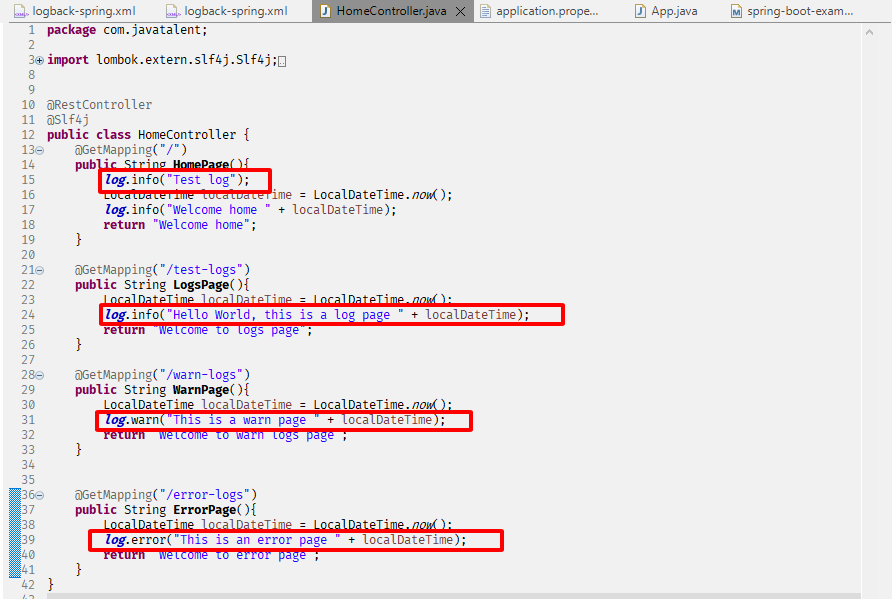 logback-spring.xml logback-spring.xml HomeController.java application.prope... App.java spring-boot-exam...
1 package com.javatalent;
2
3 import lombok.extern.slf4j.Slf4j;
8
9
10 @RestController
11 @Slf4j
12 public class HomeController {
13 @GetMapping("/")
14 public String HomePage(){
15 log.info("Test log");
16 LocalDateTime localDateTime = LocalDateTime.now();
17 log.info("Welcome home " + localDateTime);
18 return "Welcome home";
19 }
20
21 @GetMapping("/test-logs")
22 public String LogsPage(){
23 LocalDateTime localDateTime = LocalDateTime.now();
24 log.info("Hello World, this is a log page " + localDateTime);
25 return "Welcome to logs page";
26 }
27
28 @GetMapping("/warn-logs")
29 public String WarnPage(){
30 LocalDateTime localDateTime = LocalDateTime.now();
31 log.warn("This is a warn page " + localDateTime);
32 return "Welcome to warn logs page";
33 }
34
35
36 @GetMapping("/error-logs")
37 public String ErrorPage(){
38 LocalDateTime localDateTime = LocalDateTime.now();
39 log.error("This is an error page " + localDateTime);
40 return "Welcome to error page";
41 }
42 }